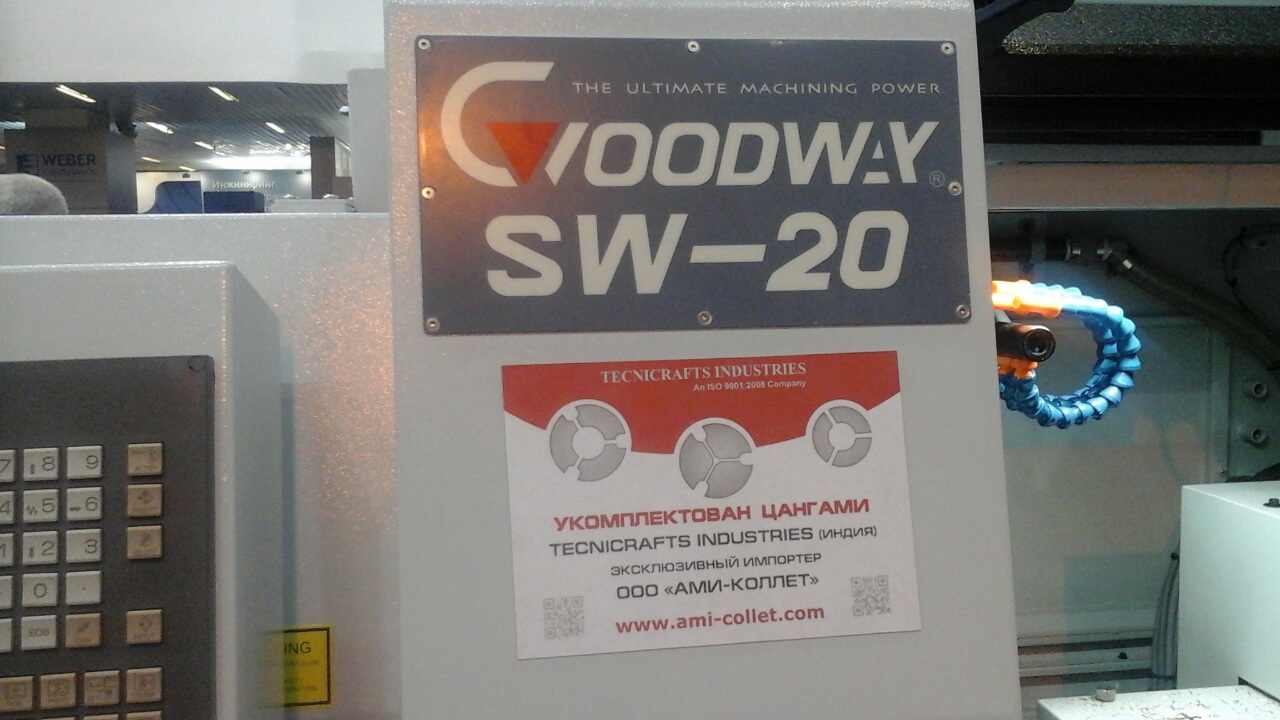 WEBER
Инжиниринг
THE ULTIMATE MACHINING POWER
GOODWAY®
SW-20
TECNICRAFTS INDUSTRIES
An ISO 9001:2008 Company
УКОМПЛЕКТОВАН ЦАНГАМИ
TECNICRAFTS INDUSTRIES (ИНДИЯ)
ЭКСКЛЮЗИВНЫЙ ИМПОРТЕР
ООО «АМИ-КОЛЛЕТ»
www.ami-collet.com
7 8 9
4 5 6
1 2 3
0
EOB
ING